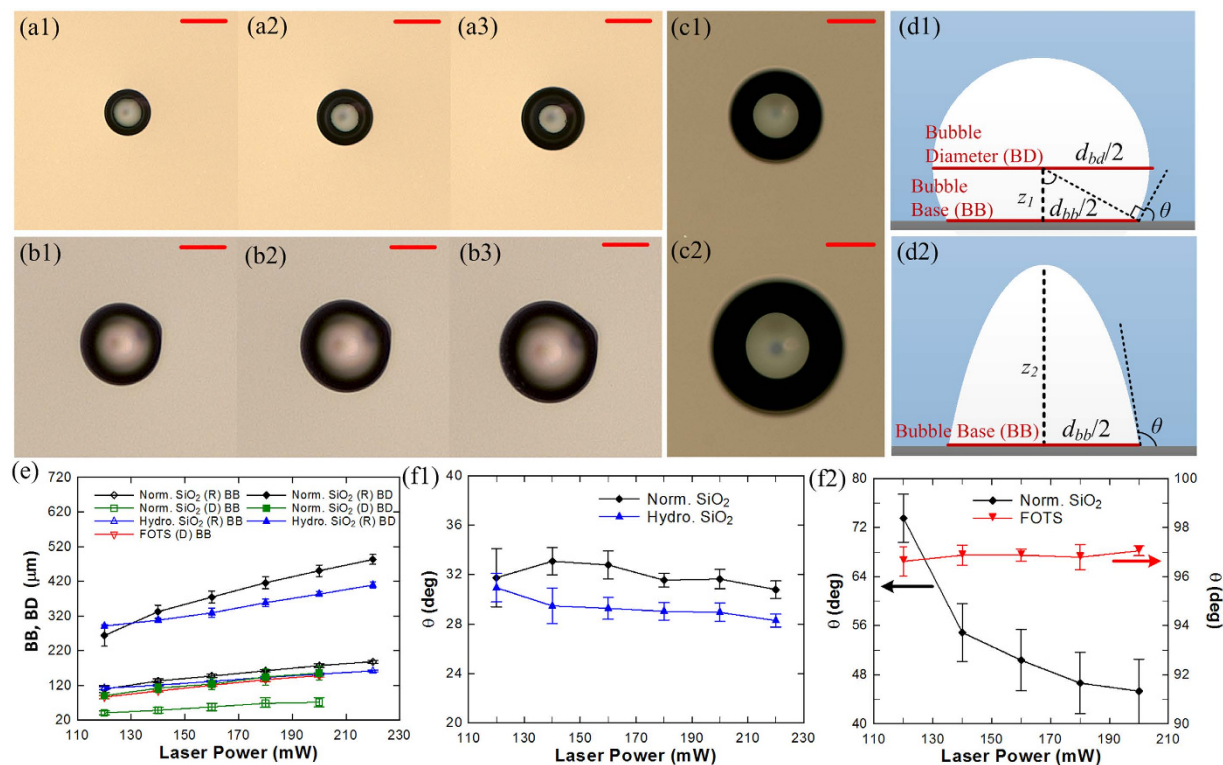 (a1)
(a2)
(a3)
(c1)
(d1)
Bubble
Diameter (BD)
d_bd/2
Bubble
Base (BB)
z_1
d_bb/2
θ
(b1)
(b2)
(b3)
(c2)
(d2)
z_2
Bubble Base (BB)
d_bb/2
θ
(e)
720
620
520
420
320
220
120
20
BB, BD (μm)
Norm. SiO₂ (R) BB
Norm. SiO₂ (R) BD
Norm. SiO₂ (D) BB
Norm. SiO₂ (D) BD
Hydro. SiO₂ (R) BB
Hydro. SiO₂ (R) BD
FOTS (D) BB
110 130 150 170 190 210 230
Laser Power (mW)
(f1)
40
36
32
28
24
20
θ (deg)
Norm. SiO₂
Hydro. SiO₂
110 130 150 170 190 210 230
Laser Power (mW)
(f2)
80
72
64
56
48
40
θ (deg)
Norm. SiO₂
FOTS
100
99
98
97
96
95
94
93
92
91
90
θ (deg)
110 130 150 170 190 210
Laser Power (mW)